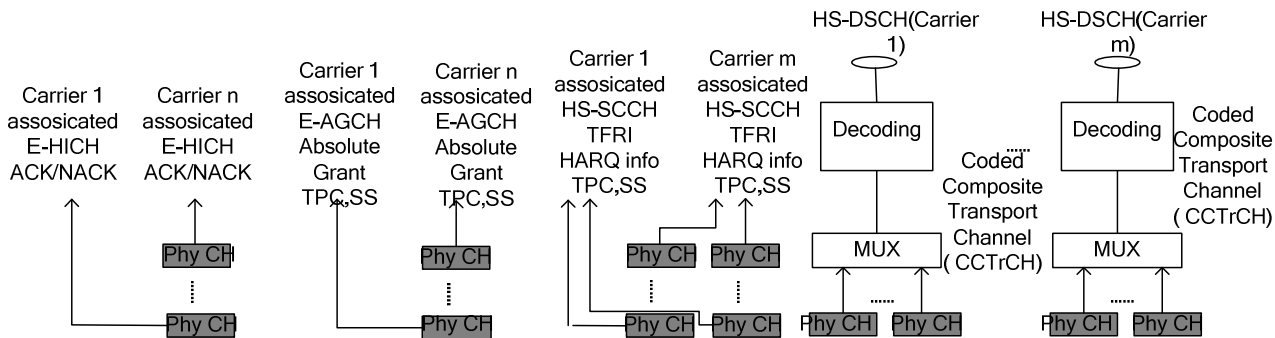 Carrier 1
assosicated
E-HICH
ACK/NACK
Carrier n
assosicated
E-HICH
ACK/NACK
Carrier 1
assosicated
E-AGCH
Absolute
Grant
TPC,SS
Carrier n
assosicated
E-AGCH
Absolute
Grant
TPC,SS
Carrier 1
assosicated
HS-SCCH
TFRI
HARQ info
TPC,SS
Carrier m
assosicated
HS-SCCH
TFRI
HARQ info
TPC,SS
HS-DSCH(Carrier
1)
HS-DSCH(Carrier
m)
Decoding
Decoding
Coded
Composite
Transport
Channel
( CCTrCH)
Coded
Composite
Transport
Channel
( CCTrCH)
MUX
MUX
Phy CH
Phy CH
Phy CH
Phy CH
Phy CH
Phy CH
Phy CH
Phy CH
Phy CH
Phy CH
Phy CH
Phy CH